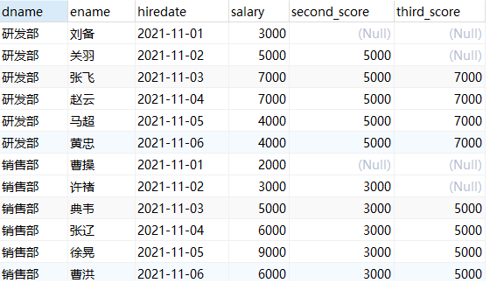 dname ename hiredate salary second_score third_score
研发部 刘备 2021-11-01 3000 (Null) (Null)
研发部 关羽 2021-11-02 5000 5000 (Null)
研发部 张飞 2021-11-03 7000 5000 7000
研发部 赵云 2021-11-04 7000 5000 7000
研发部 马超 2021-11-05 4000 5000 7000
研发部 黄忠 2021-11-06 4000 5000 7000
销售部 曹操 2021-11-01 2000 (Null) (Null)
销售部 许褚 2021-11-02 3000 3000 (Null)
销售部 典韦 2021-11-03 5000 3000 5000
销售部 张辽 2021-11-04 6000 3000 5000
销售部 徐晃 2021-11-05 9000 3000 5000
销售部 曹洪 2021-11-06 6000 3000 5000